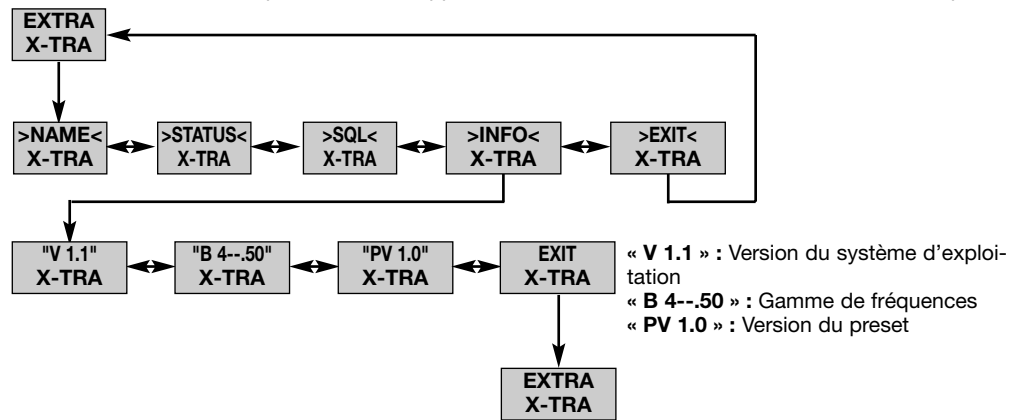 EXTRA
X-TRA
>NAME<
X-TRA
>STATUS<
X-TRA
>SQL<
X-TRA
>INFO<
X-TRA
>EXIT<
X-TRA
"V 1.1"
X-TRA
"B 4--.50"
X-TRA
"PV 1.0"
X-TRA
EXIT
X-TRA
« V 1.1 » : Version du système d'exploi-
tation
« B 4--.50 » : Gamme de fréquences
« PV 1.0 » : Version du preset
EXTRA
X-TRA